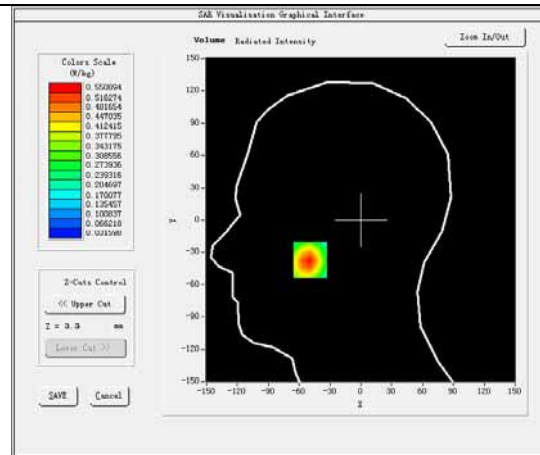 SAR Visualisation Graphical Interface
Volume Radiated Intensity
Zoom In/Out
Colors Scale
(W/kg)
0.550894
0.516274
0.481654
0.447035
0.412415
0.377795
0.343175
0.308556
0.273936
0.239316
0.204697
0.170077
0.135457
0.100837
0.066218
0.031598
Z-Cuts Control
<< Upper Cut
Z = 3.3 mm
Lower Cut >>
SAVE Cancel
150
120
90
60
30
0
-30
-60
-90
-120
-150
Y
-150 -120 -90 -60 -30 0 30 60 90 120 150
X